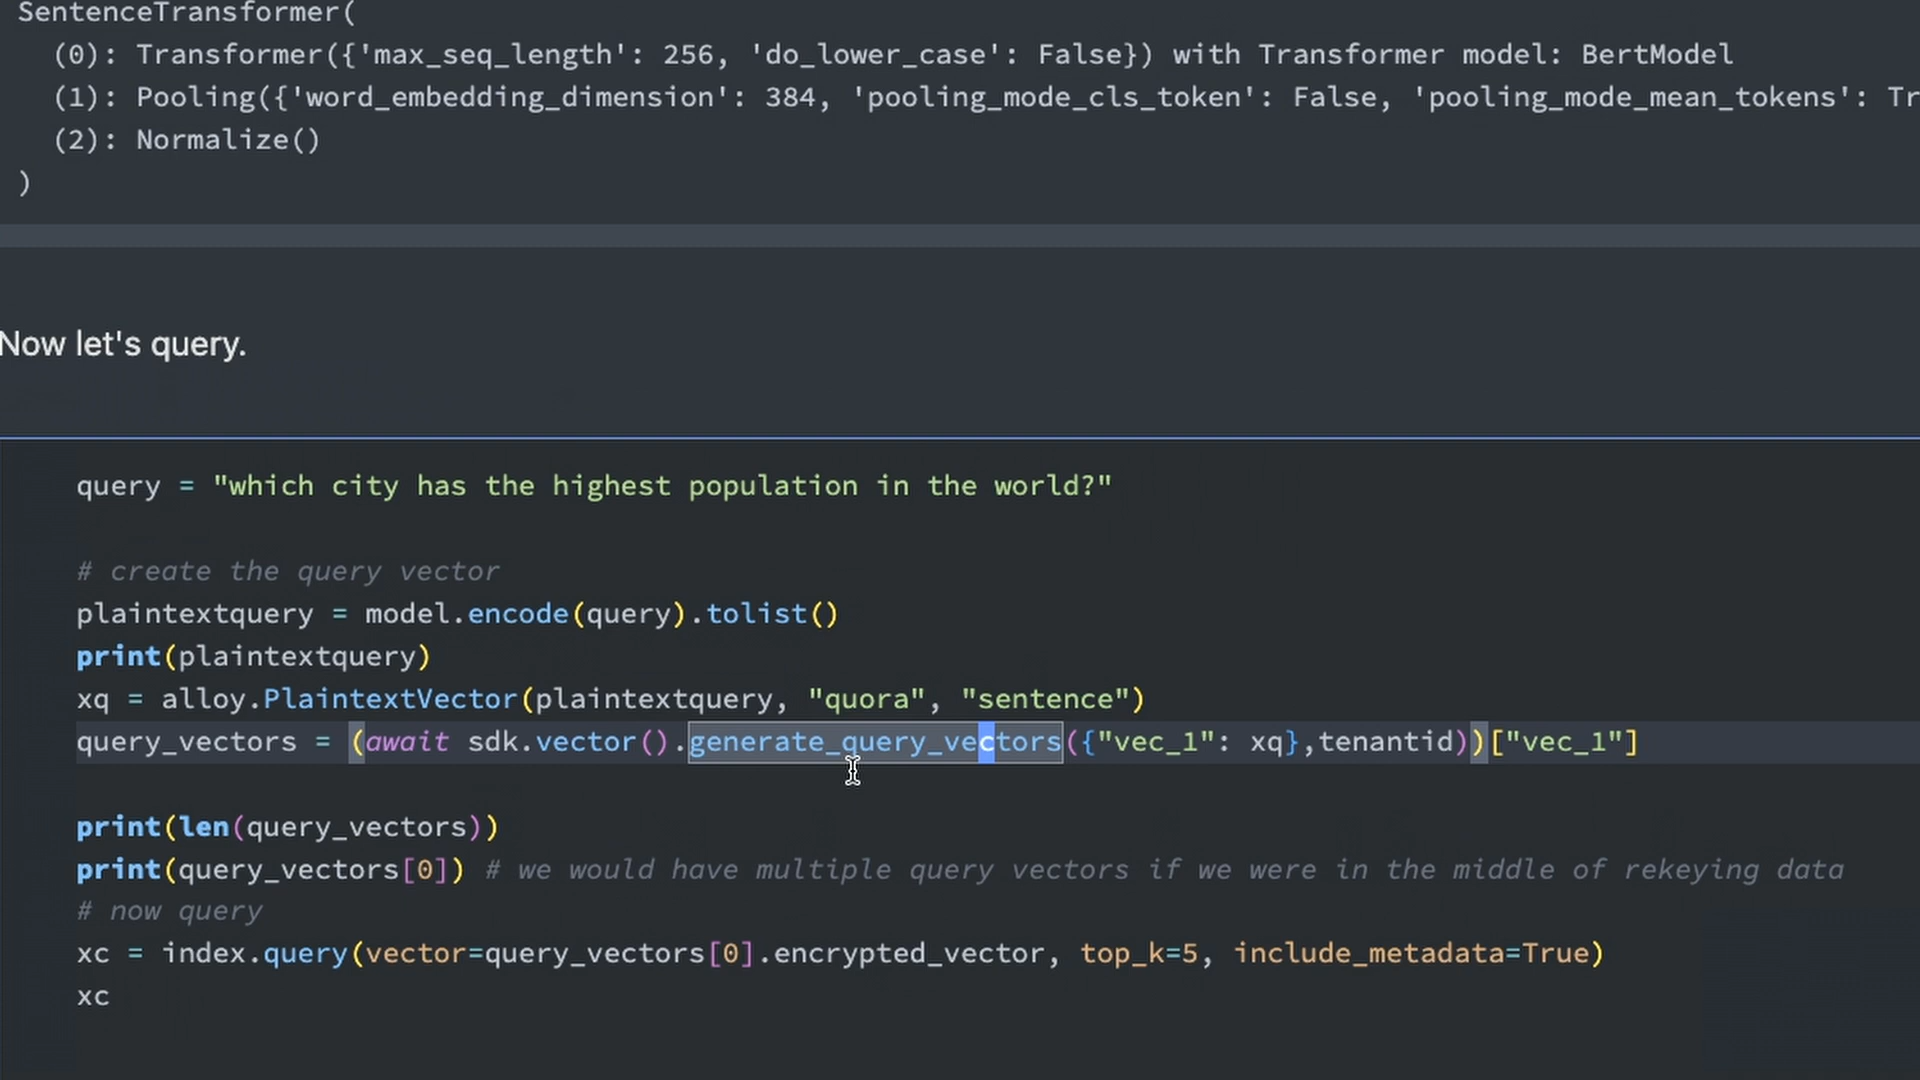 SentenceTransformer(
  (0): Transformer({'max_seq_length': 256, 'do_lower_case': False}) with Transformer model: BertModel
  (1): Pooling({'word_embedding_dimension': 384, 'pooling_mode_cls_token': False, 'pooling_mode_mean_tokens': Tr
  (2): Normalize()
)
Now let's query.
query = "which city has the highest population in the world?"
# create the query vector
plaintextquery = model.encode(query).tolist()
print(plaintextquery)
xq = alloy.PlaintextVector(plaintextquery, "quora", "sentence")
query_vectors = (await sdk.vector().generate_query_vectors({"vec_1": xq},tenantid))["vec_1"]
print(len(query_vectors))
print(query_vectors[0]) # we would have multiple query vectors if we were in the middle of rekeying data
# now query
xc = index.query(vector=query_vectors[0].encrypted_vector, top_k=5, include_metadata=True)
xc